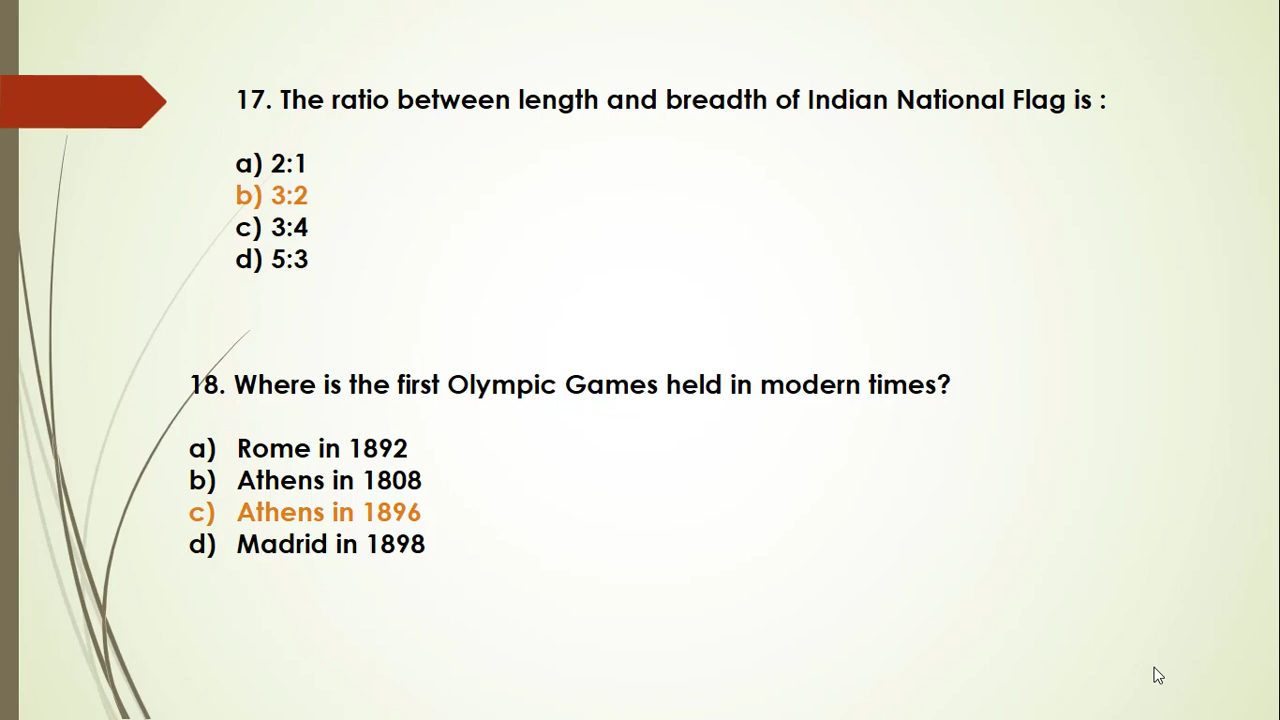 17. The ratio between length and breadth of Indian National Flag is :
a) 2:1
b) 3:2
c) 3:4
d) 5:3
18. Where is the first Olympic Games held in modern times?
a) Rome in 1892
b) Athens in 1808
c) Athens in 1896
d) Madrid in 1898